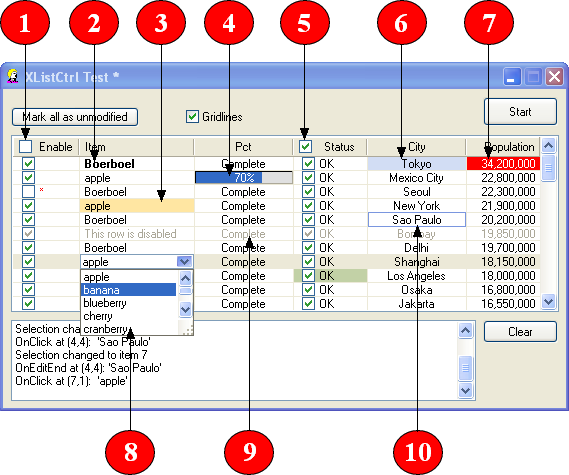 1 2 3 4 5 6 7
XListCtrl Test *
Mark all as unmodified Gridlines Start
Enable Item Pct Status City Population
Boerboel Complete OK Tokyo 34,200,000
apple 70% OK Mexico City 22,800,000
* Boerboel Complete OK Seoul 22,300,000
apple Complete OK New York 21,900,000
Boerboel Complete OK Sao Paulo 20,200,000
This row is disabled Complete OK Bombay 19,850,000
Boerboel Complete OK Delhi 19,700,000
apple Complete OK Shanghai 18,150,000
apple Complete OK Los Angeles 18,000,000
banana Complete OK Osaka 16,800,000
blueberry Complete OK Jakarta 16,550,000
cherry
cranberry
Selection cha
OnClick at (4,4): 'Sao Paulo'
Selection changed to item 7
OnEditEnd at (4,4): 'Sao Paulo'
OnClick at (7,1): 'apple'
Clear
8 9 10